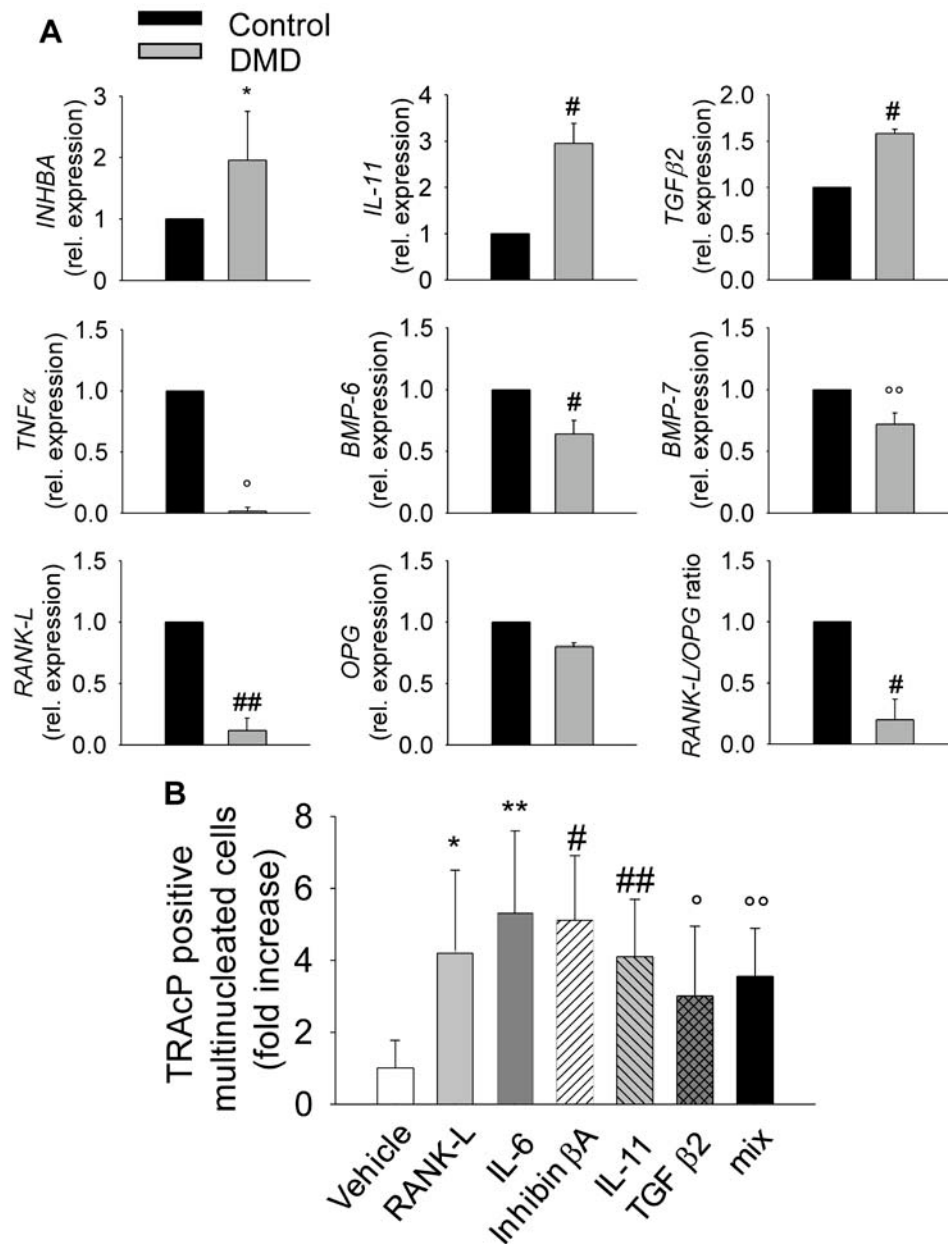 A
Control
DMD
INHBA
(rel. expression)
3
2
1
0
*
IL-11
(rel. expression)
4
3
2
1
0
#
TGFβ2
(rel. expression)
2.0
1.5
1.0
0.5
0.0
#
TNFα
(rel. expression)
1.5
1.0
0.5
0.0
°
BMP-6
(rel. expression)
1.5
1.0
0.5
0.0
#
BMP-7
(rel. expression)
1.5
1.0
0.5
0.0
°°
RANK-L
(rel. expression)
1.5
1.0
0.5
0.0
##
OPG
(rel. expression)
1.5
1.0
0.5
0.0
RANK-L/OPG ratio
1.5
1.0
0.5
0.0
#
B
TRAcP positive
multinucleated cells
(fold increase)
8
6
4
2
0
*
**
#
##
°
°°
Vehicle
RANK-L
IL-6
Inhibin βA
IL-11
TGF β2
mix